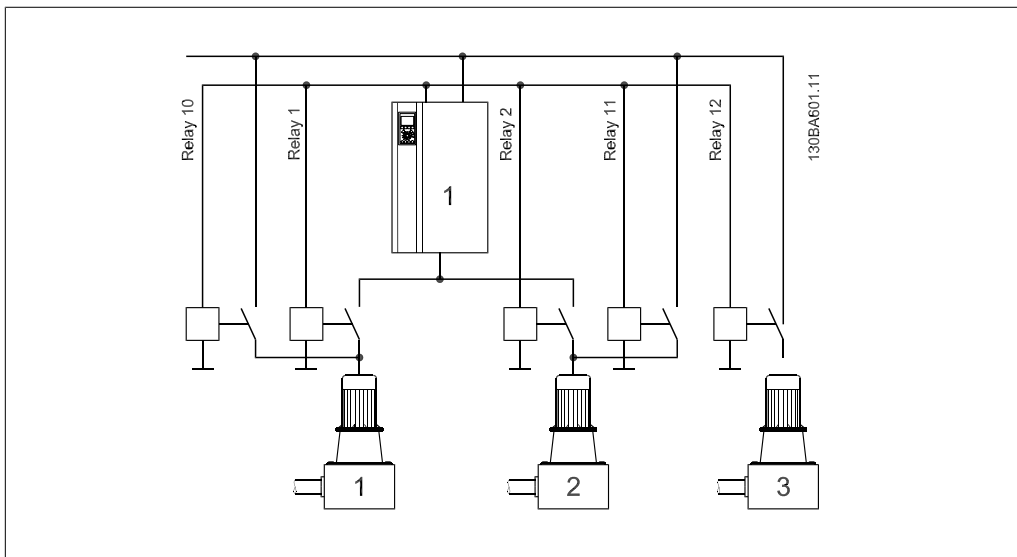 Relay 10
Relay 1
Relay 2
Relay 11
Relay 12
130BA601.11
1
1
2
3